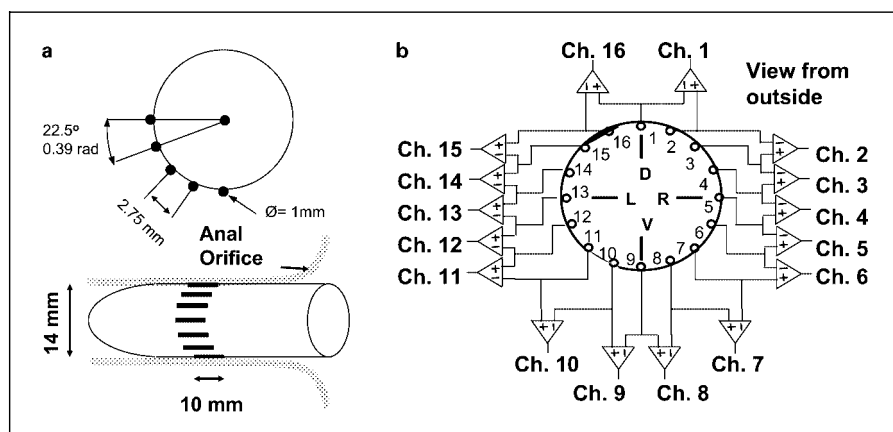 a
22.5º
0.39 rad
2.75 mm
Ø= 1mm
Anal
Orifice
14 mm
10 mm
b
Ch. 16
Ch. 1
View from
outside
Ch. 15
Ch. 14
Ch. 13
Ch. 12
Ch. 11
Ch. 2
Ch. 3
Ch. 4
Ch. 5
Ch. 6
16
1
2
15
3
14
D
4
13
L
R
5
12
V
6
11
10
9
8
7
Ch. 10
Ch. 9
Ch. 8
Ch. 7